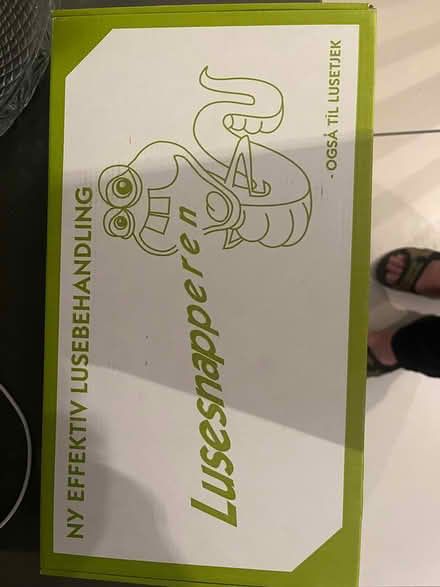 NY EFFEKTIV LUSEBEHANDLING
Lusesnapperen
- OGSÅ TIL LUSETJEK